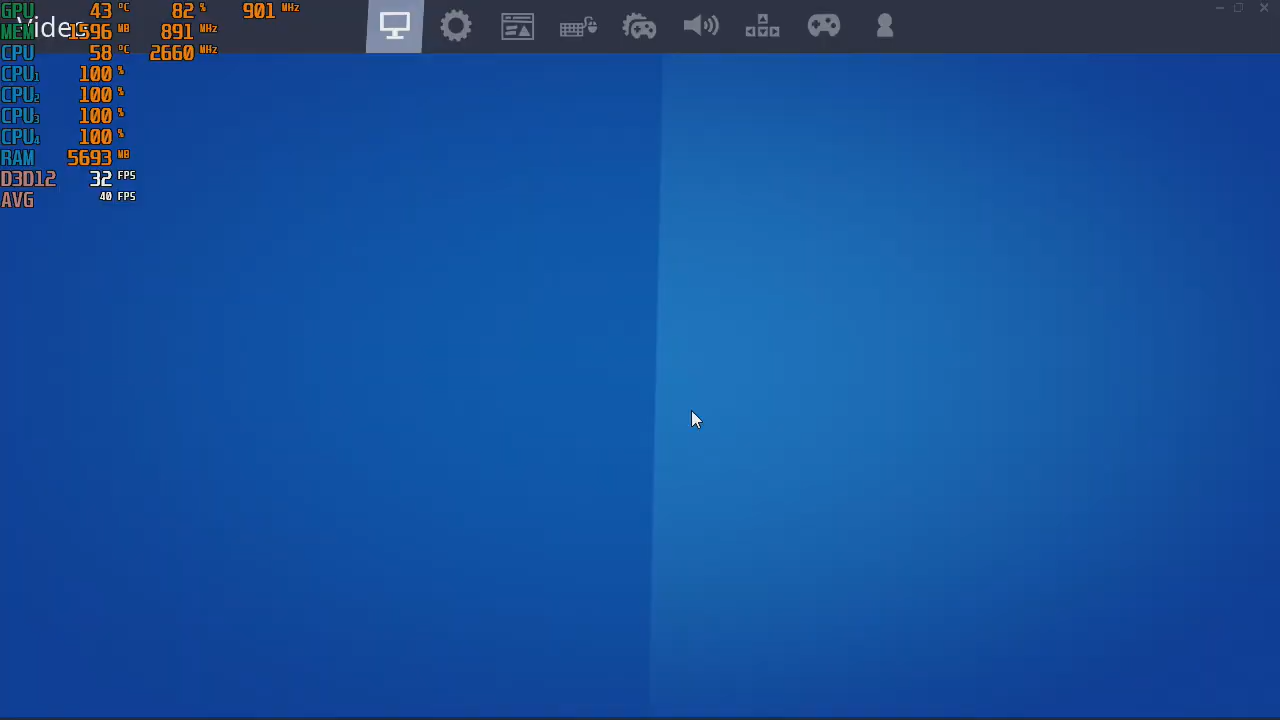 Video
GPU 43 °C 82 % 901 MHz
MEM 1596 MB 891 MHz
CPU 58 °C 2660 MHz
CPU1 100 %
CPU2 100 %
CPU3 100 %
CPU4 100 %
RAM 5693 MB
D3D12 32 FPS
AVG 40 FPS